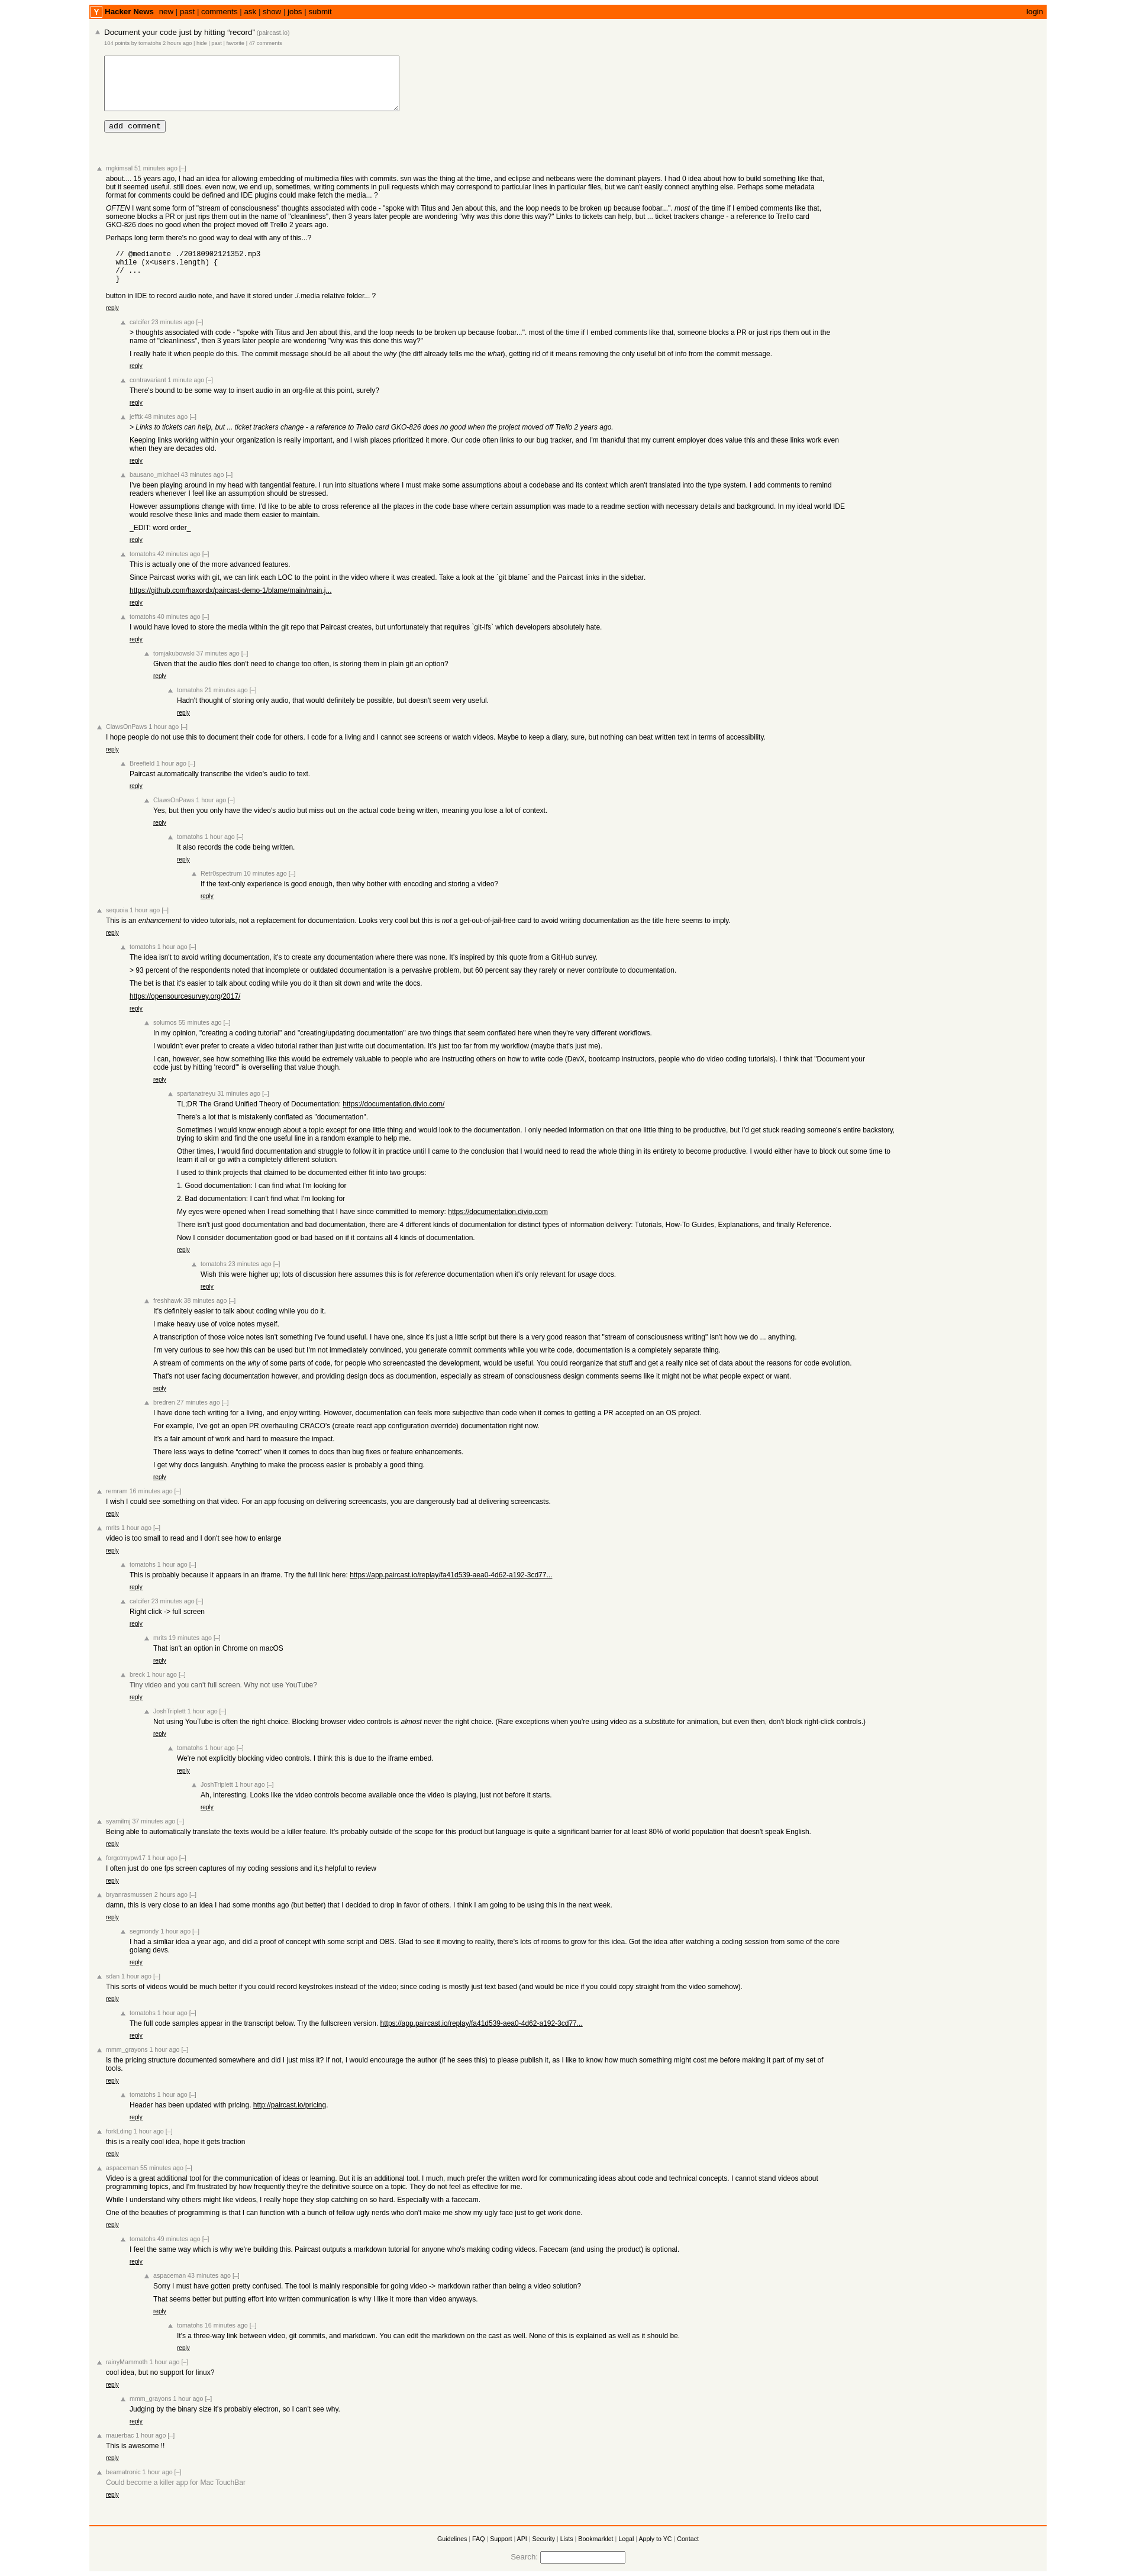 Y Hacker News new | past | comments | ask | show | jobs | submit login
Document your code just by hitting “record” (paircast.io)
104 points by tomatohs 2 hours ago | hide | past | favorite | 47 comments
add comment
mgkimsal 51 minutes ago [–]
about.... 15 years ago, I had an idea for allowing embedding of multimedia files with commits. svn was the thing at the time, and eclipse and netbeans were the dominant players. I had 0 idea about how to build something like that,
but it seemed useful. still does. even now, we end up, sometimes, writing comments in pull requests which may correspond to particular lines in particular files, but we can't easily connect anything else. Perhaps some metadata
format for comments could be defined and IDE plugins could make fetch the media... ?
OFTEN I want some form of "stream of consciousness" thoughts associated with code - "spoke with Titus and Jen about this, and the loop needs to be broken up because foobar...". most of the time if I embed comments like that,
someone blocks a PR or just rips them out in the name of "cleanliness", then 3 years later people are wondering "why was this done this way?" Links to tickets can help, but ... ticket trackers change - a reference to Trello card
GKO-826 does no good when the project moved off Trello 2 years ago.
Perhaps long term there's no good way to deal with any of this...?
// @medianote ./20180902121352.mp3
while (x<users.length) {
// ...
}
button in IDE to record audio note, and have it stored under ./.media relative folder... ?
reply
calcifer 23 minutes ago [–]
> thoughts associated with code - "spoke with Titus and Jen about this, and the loop needs to be broken up because foobar...". most of the time if I embed comments like that, someone blocks a PR or just rips them out in the
name of "cleanliness", then 3 years later people are wondering "why was this done this way?"
I really hate it when people do this. The commit message should be all about the why (the diff already tells me the what), getting rid of it means removing the only useful bit of info from the commit message.
reply
contravariant 1 minute ago [–]
There's bound to be some way to insert audio in an org-file at this point, surely?
reply
jefftk 48 minutes ago [–]
> Links to tickets can help, but ... ticket trackers change - a reference to Trello card GKO-826 does no good when the project moved off Trello 2 years ago.
Keeping links working within your organization is really important, and I wish places prioritized it more. Our code often links to our bug tracker, and I'm thankful that my current employer does value this and these links work even
when they are decades old.
reply
bausano_michael 43 minutes ago [–]
I've been playing around in my head with tangential feature. I run into situations where I must make some assumptions about a codebase and its context which aren't translated into the type system. I add comments to remind
readers whenever I feel like an assumption should be stressed.
However assumptions change with time. I'd like to be able to cross reference all the places in the code base where certain assumption was made to a readme section with necessary details and background. In my ideal world IDE
would resolve these links and made them easier to maintain.
_EDIT: word order_
reply
tomatohs 42 minutes ago [–]
This is actually one of the more advanced features.
Since Paircast works with git, we can link each LOC to the point in the video where it was created. Take a look at the `git blame` and the Paircast links in the sidebar.
https://github.com/haxordx/paircast-demo-1/blame/main/main.j...
reply
tomatohs 40 minutes ago [–]
I would have loved to store the media within the git repo that Paircast creates, but unfortunately that requires `git-lfs` which developers absolutely hate.
reply
tomjakubowski 37 minutes ago [–]
Given that the audio files don't need to change too often, is storing them in plain git an option?
reply
tomatohs 21 minutes ago [–]
Hadn't thought of storing only audio, that would definitely be possible, but doesn't seem very useful.
reply
ClawsOnPaws 1 hour ago [–]
I hope people do not use this to document their code for others. I code for a living and I cannot see screens or watch videos. Maybe to keep a diary, sure, but nothing can beat written text in terms of accessibility.
reply
Breefield 1 hour ago [–]
Paircast automatically transcribe the video's audio to text.
reply
ClawsOnPaws 1 hour ago [–]
Yes, but then you only have the video's audio but miss out on the actual code being written, meaning you lose a lot of context.
reply
tomatohs 1 hour ago [–]
It also records the code being written.
reply
Retr0spectrum 10 minutes ago [–]
If the text-only experience is good enough, then why bother with encoding and storing a video?
reply
sequoia 1 hour ago [–]
This is an enhancement to video tutorials, not a replacement for documentation. Looks very cool but this is not a get-out-of-jail-free card to avoid writing documentation as the title here seems to imply.
reply
tomatohs 1 hour ago [–]
The idea isn't to avoid writing documentation, it's to create any documentation where there was none. It's inspired by this quote from a GitHub survey.
> 93 percent of the respondents noted that incomplete or outdated documentation is a pervasive problem, but 60 percent say they rarely or never contribute to documentation.
The bet is that it's easier to talk about coding while you do it than sit down and write the docs.
https://opensourcesurvey.org/2017/
reply
solumos 55 minutes ago [–]
In my opinion, "creating a coding tutorial" and "creating/updating documentation" are two things that seem conflated here when they're very different workflows.
I wouldn't ever prefer to create a video tutorial rather than just write out documentation. It's just too far from my workflow (maybe that's just me).
I can, however, see how something like this would be extremely valuable to people who are instructing others on how to write code (DevX, bootcamp instructors, people who do video coding tutorials). I think that "Document your
code just by hitting 'record'" is overselling that value though.
reply
spartanatreyu 31 minutes ago [–]
TL;DR The Grand Unified Theory of Documentation: https://documentation.divio.com/
There's a lot that is mistakenly conflated as "documentation".
Sometimes I would know enough about a topic except for one little thing and would look to the documentation. I only needed information on that one little thing to be productive, but I'd get stuck reading someone's entire backstory,
trying to skim and find the one useful line in a random example to help me.
Other times, I would find documentation and struggle to follow it in practice until I came to the conclusion that I would need to read the whole thing in its entirety to become productive. I would either have to block out some time to
learn it all or go with a completely different solution.
I used to think projects that claimed to be documented either fit into two groups:
1. Good documentation: I can find what I'm looking for
2. Bad documentation: I can't find what I'm looking for
My eyes were opened when I read something that I have since committed to memory: https://documentation.divio.com
There isn't just good documentation and bad documentation, there are 4 different kinds of documentation for distinct types of information delivery: Tutorials, How-To Guides, Explanations, and finally Reference.
Now I consider documentation good or bad based on if it contains all 4 kinds of documentation.
reply
tomatohs 23 minutes ago [–]
Wish this were higher up; lots of discussion here assumes this is for reference documentation when it's only relevant for usage docs.
reply
freshhawk 38 minutes ago [–]
It's definitely easier to talk about coding while you do it.
I make heavy use of voice notes myself.
A transcription of those voice notes isn't something I've found useful. I have one, since it's just a little script but there is a very good reason that "stream of consciousness writing" isn't how we do ... anything.
I'm very curious to see how this can be used but I'm not immediately convinced, you generate commit comments while you write code, documentation is a completely separate thing.
A stream of comments on the why of some parts of code, for people who screencasted the development, would be useful. You could reorganize that stuff and get a really nice set of data about the reasons for code evolution.
That's not user facing documentation however, and providing design docs as documention, especially as stream of consciousness design comments seems like it might not be what people expect or want.
reply
bredren 27 minutes ago [–]
I have done tech writing for a living, and enjoy writing. However, documentation can feels more subjective than code when it comes to getting a PR accepted on an OS project.
For example, I've got an open PR overhauling CRACO's (create react app configuration override) documentation right now.
It's a fair amount of work and hard to measure the impact.
There less ways to define “correct” when it comes to docs than bug fixes or feature enhancements.
I get why docs languish. Anything to make the process easier is probably a good thing.
reply
remram 16 minutes ago [–]
I wish I could see something on that video. For an app focusing on delivering screencasts, you are dangerously bad at delivering screencasts.
reply
mrits 1 hour ago [–]
video is too small to read and I don't see how to enlarge
reply
tomatohs 1 hour ago [–]
This is probably because it appears in an iframe. Try the full link here: https://app.paircast.io/replay/fa41d539-aea0-4d62-a192-3cd77...
reply
calcifer 23 minutes ago [–]
Right click -> full screen
reply
mrits 19 minutes ago [–]
That isn't an option in Chrome on macOS
reply
breck 1 hour ago [–]
Tiny video and you can't full screen. Why not use YouTube?
reply
JoshTriplett 1 hour ago [–]
Not using YouTube is often the right choice. Blocking browser video controls is almost never the right choice. (Rare exceptions when you're using video as a substitute for animation, but even then, don't block right-click controls.)
reply
tomatohs 1 hour ago [–]
We're not explicitly blocking video controls. I think this is due to the iframe embed.
reply
JoshTriplett 1 hour ago [–]
Ah, interesting. Looks like the video controls become available once the video is playing, just not before it starts.
reply
syamilmj 37 minutes ago [–]
Being able to automatically translate the texts would be a killer feature. It's probably outside of the scope for this product but language is quite a significant barrier for at least 80% of world population that doesn't speak English.
reply
forgotmypw17 1 hour ago [–]
I often just do one fps screen captures of my coding sessions and it,s helpful to review
reply
bryanrasmussen 2 hours ago [–]
damn, this is very close to an idea I had some months ago (but better) that I decided to drop in favor of others. I think I am going to be using this in the next week.
reply
segmondy 1 hour ago [–]
I had a simliar idea a year ago, and did a proof of concept with some script and OBS. Glad to see it moving to reality, there's lots of rooms to grow for this idea. Got the idea after watching a coding session from some of the core
golang devs.
reply
sdan 1 hour ago [–]
This sorts of videos would be much better if you could record keystrokes instead of the video; since coding is mostly just text based (and would be nice if you could copy straight from the video somehow).
reply
tomatohs 1 hour ago [–]
The full code samples appear in the transcript below. Try the fullscreen version. https://app.paircast.io/replay/fa41d539-aea0-4d62-a192-3cd77...
reply
mmm_grayons 1 hour ago [–]
Is the pricing structure documented somewhere and did I just miss it? If not, I would encourage the author (if he sees this) to please publish it, as I like to know how much something might cost me before making it part of my set of
tools.
reply
tomatohs 1 hour ago [–]
Header has been updated with pricing. http://paircast.io/pricing.
reply
forkLding 1 hour ago [–]
this is a really cool idea, hope it gets traction
reply
aspaceman 55 minutes ago [–]
Video is a great additional tool for the communication of ideas or learning. But it is an additional tool. I much, much prefer the written word for communicating ideas about code and technical concepts. I cannot stand videos about
programming topics, and I'm frustrated by how frequently they're the definitive source on a topic. They do not feel as effective for me.
While I understand why others might like videos, I really hope they stop catching on so hard. Especially with a facecam.
One of the beauties of programming is that I can function with a bunch of fellow ugly nerds who don't make me show my ugly face just to get work done.
reply
tomatohs 49 minutes ago [–]
I feel the same way which is why we're building this. Paircast outputs a markdown tutorial for anyone who's making coding videos. Facecam (and using the product) is optional.
reply
aspaceman 43 minutes ago [–]
Sorry I must have gotten pretty confused. The tool is mainly responsible for going video -> markdown rather than being a video solution?
That seems better but putting effort into written communication is why I like it more than video anyways.
reply
tomatohs 16 minutes ago [–]
It's a three-way link between video, git commits, and markdown. You can edit the markdown on the cast as well. None of this is explained as well as it should be.
reply
rainyMammoth 1 hour ago [–]
cool idea, but no support for linux?
reply
mmm_grayons 1 hour ago [–]
Judging by the binary size it's probably electron, so I can't see why.
reply
mauerbac 1 hour ago [–]
This is awesome !!
reply
beamatronic 1 hour ago [–]
Could become a killer app for Mac TouchBar
reply
Guidelines | FAQ | Support | API | Security | Lists | Bookmarklet | Legal | Apply to YC | Contact
Search: